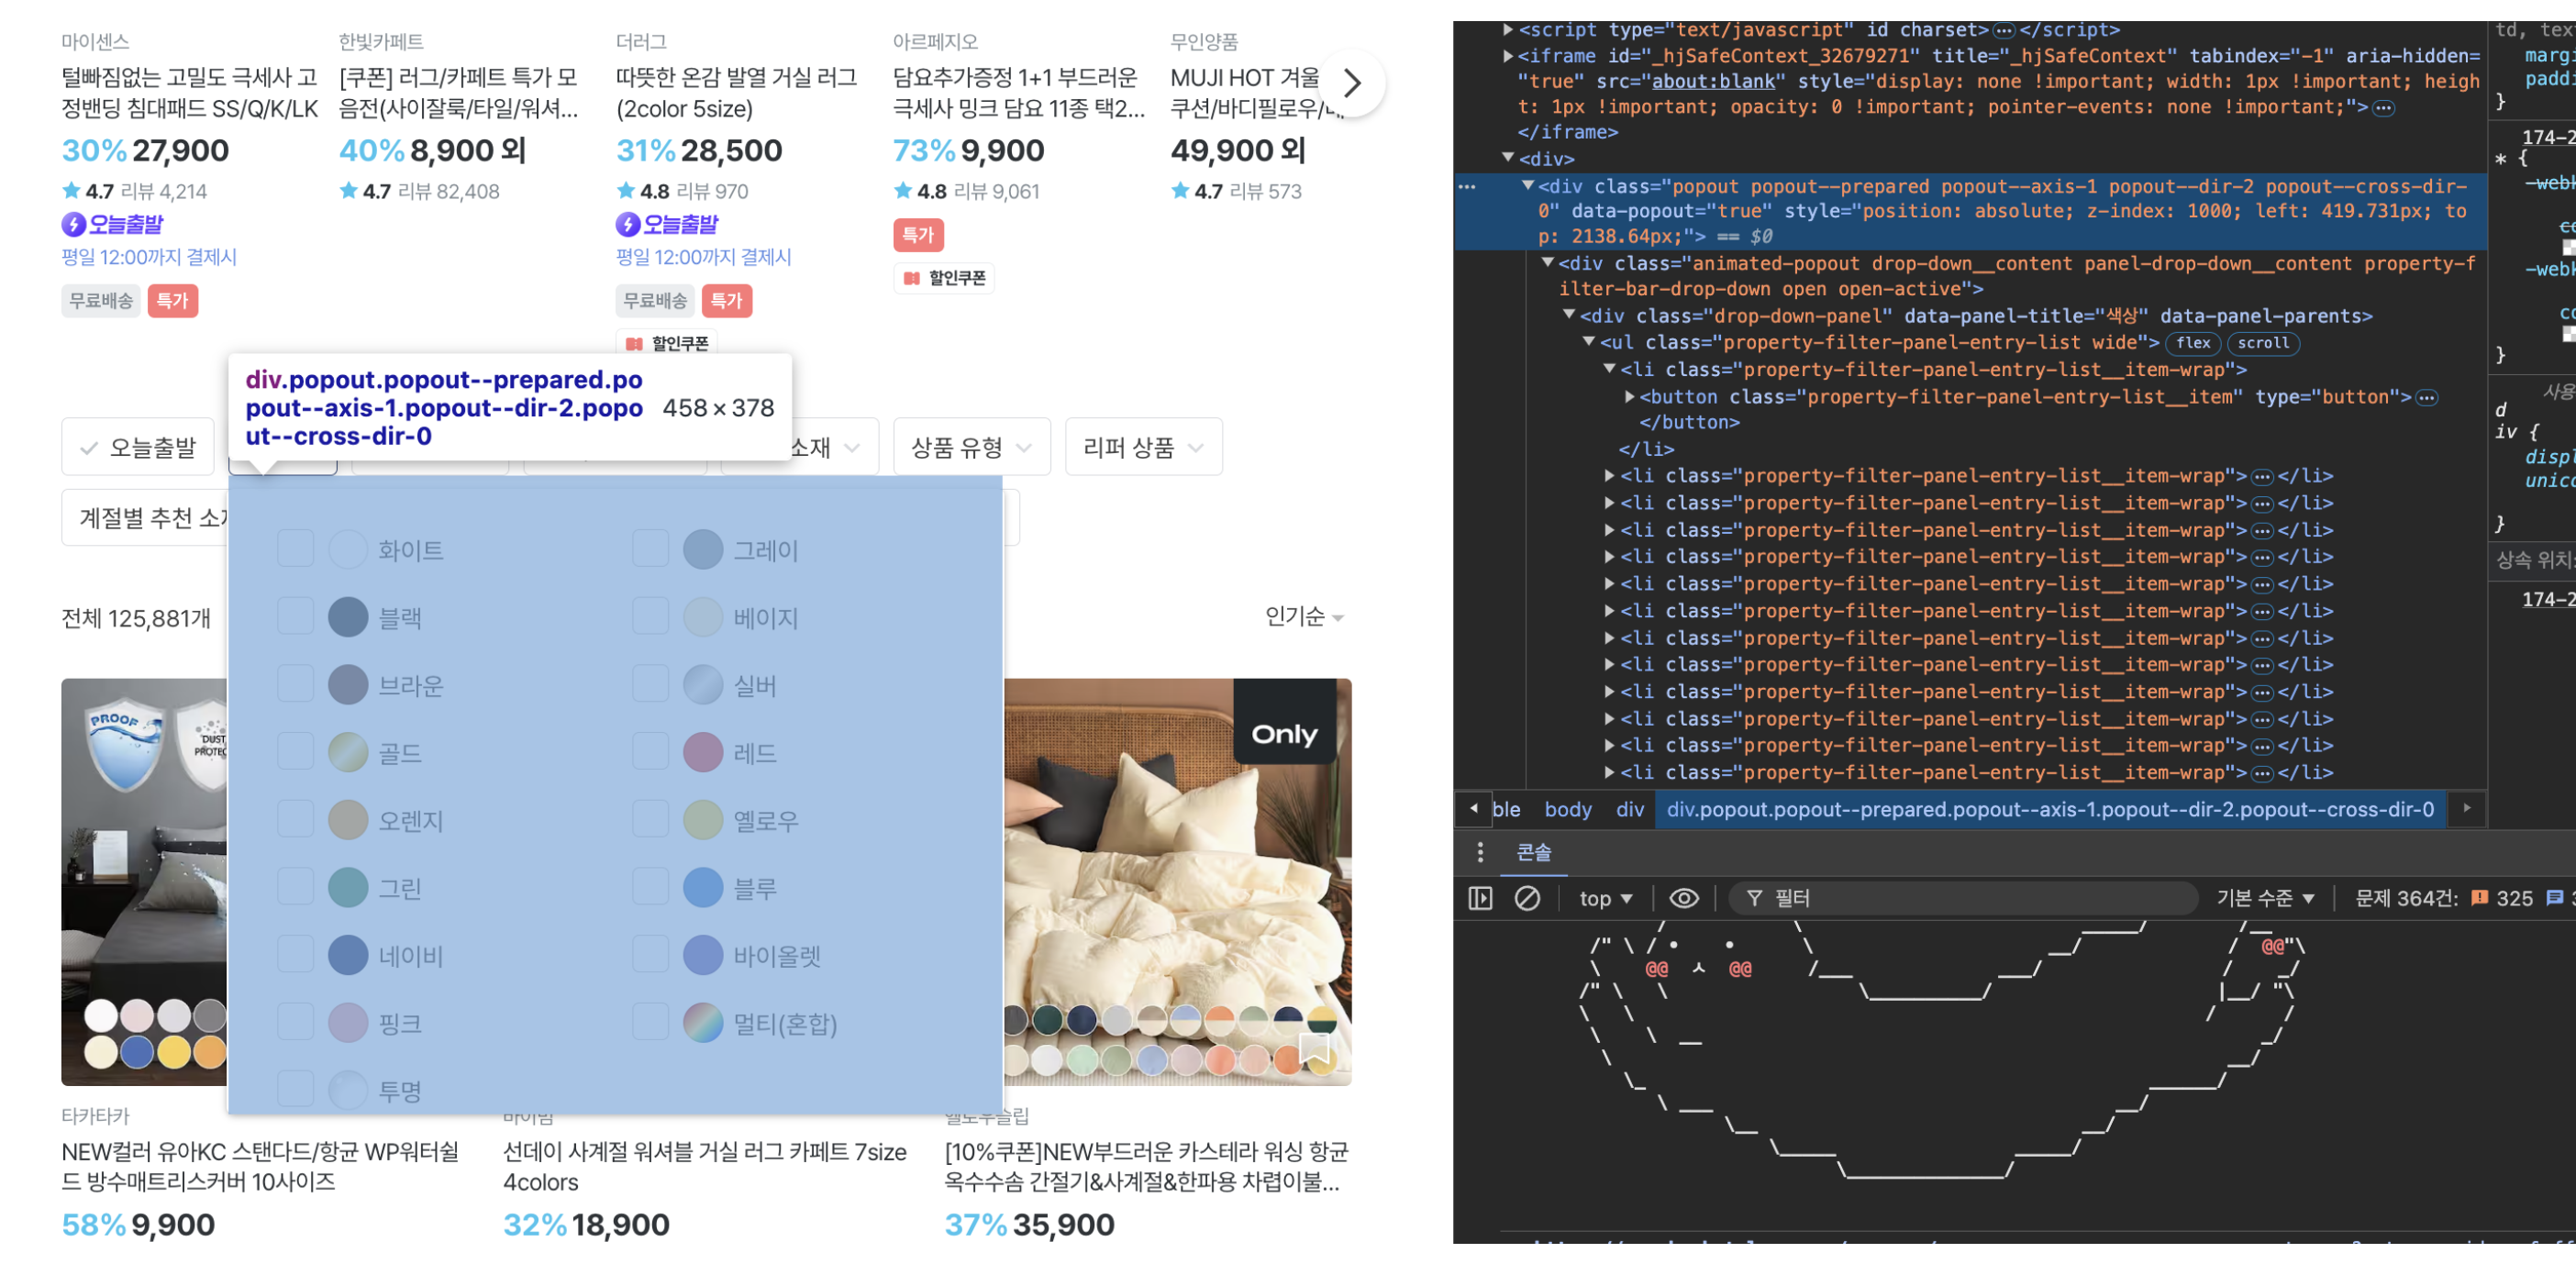 마이센스
털빠짐없는 고밀도 극세사 고
정밴딩 침대패드 SS/Q/K/LK
30% 27,900
4.7 리뷰 4,214
오늘출발
평일 12:00까지 결제시
무료배송 특가
한빛카페트
[쿠폰] 러그/카페트 특가 모
음전(사이잘룩/타일/워셔...
40% 8,900 외
4.7 리뷰 82,408
더러그
따뜻한 온감 발열 거실 러그
(2color 5size)
31% 28,500
4.8 리뷰 970
오늘출발
평일 12:00까지 결제시
무료배송 특가
할인쿠폰
아르페지오
담요추가증정 1+1 부드러운
극세사 밍크 담요 11종 택2...
73% 9,900
4.8 리뷰 9,061
특가
할인쿠폰
무인양품
MUJI HOT 겨울
쿠션/바디필로우/
49,900 외
4.7 리뷰 573
div.popout.popout--prepared.po
pout--axis-1.popout--dir-2.popo
ut--cross-dir-0
458 × 378
오늘출발
소재
상품 유형
리퍼 상품
계절별 추천 소
화이트
그레이
블랙
베이지
브라운
실버
골드
레드
오렌지
옐로우
그린
블루
네이비
바이올렛
핑크
멀티(혼합)
투명
전체 125,881개
인기순
PROOF
DUST
PROTEC
Only
타카타카
NEW컬러 유아KC 스탠다드/항균 WP워터쉴
드 방수매트리스커버 10사이즈
58% 9,900
바이빔
선데이 사계절 워셔블 거실 러그 카페트 7size
4colors
32% 18,900
옐로우슬립
[10%쿠폰]NEW부드러운 카스테라 워싱 항균
옥수수솜 간절기&사계절&한파용 차렵이불...
37% 35,900
<script type="text/javascript" id charset>…</script>
<iframe id="_hjSafeContext_32679271" title="_hjSafeContext" tabindex="-1" aria-hidden=
"true" src="about:blank" style="display: none !important; width: 1px !important; heigh
t: 1px !important; opacity: 0 !important; pointer-events: none !important;">…
</iframe>
<div>
<div class="popout popout--prepared popout--axis-1 popout--dir-2 popout--cross-dir-
0" data-popout="true" style="position: absolute; z-index: 1000; left: 419.731px; to
p: 2138.64px;"> == $0
<div class="animated-popout drop-down__content panel-drop-down__content property-f
ilter-bar-drop-down open open-active">
<div class="drop-down-panel" data-panel-title="색상" data-panel-parents>
<ul class="property-filter-panel-entry-list wide"> flex scroll
<li class="property-filter-panel-entry-list__item-wrap">
<button class="property-filter-panel-entry-list__item" type="button">…
</button>
</li>
<li class="property-filter-panel-entry-list__item-wrap">…</li>
<li class="property-filter-panel-entry-list__item-wrap">…</li>
<li class="property-filter-panel-entry-list__item-wrap">…</li>
<li class="property-filter-panel-entry-list__item-wrap">…</li>
<li class="property-filter-panel-entry-list__item-wrap">…</li>
<li class="property-filter-panel-entry-list__item-wrap">…</li>
<li class="property-filter-panel-entry-list__item-wrap">…</li>
<li class="property-filter-panel-entry-list__item-wrap">…</li>
<li class="property-filter-panel-entry-list__item-wrap">…</li>
<li class="property-filter-panel-entry-list__item-wrap">…</li>
<li class="property-filter-panel-entry-list__item-wrap">…</li>
<li class="property-filter-panel-entry-list__item-wrap">…</li>
ble body div div.popout.popout--prepared.popout--axis-1.popout--dir-2.popout--cross-dir-0
td, tex
margi
paddi
}
174-2
* {
-webk
co
-webk
co
}
사용
d
iv {
displ
unico
}
상속 위치:
174-2
콘솔
top
필터
기본 수준
문제 364건: 325